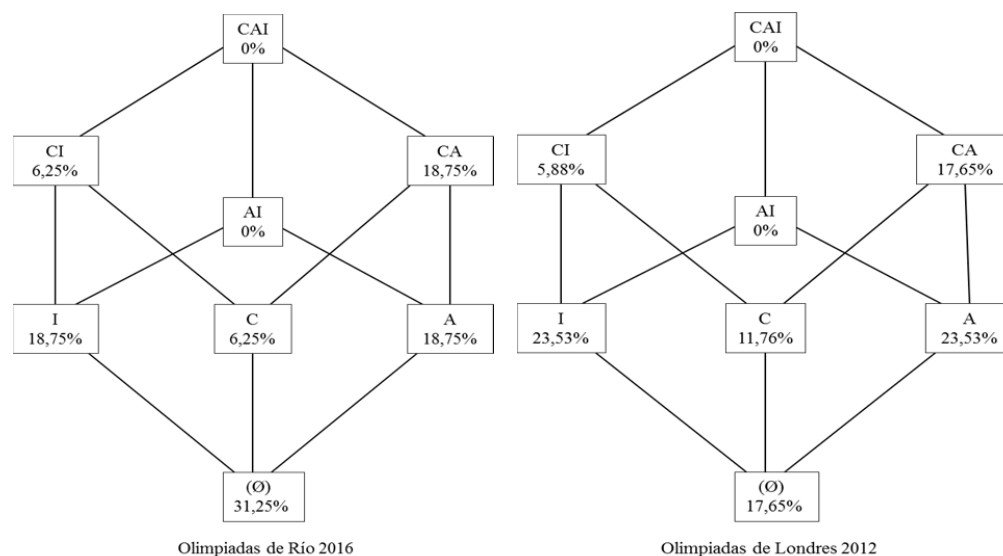 CAI
0%
CI
6,25%
CA
18,75%
AI
0%
I
18,75%
C
6,25%
A
18,75%
(Ø)
31,25%
Olimpiadas de Río 2016
CAI
0%
CI
5,88%
CA
17,65%
AI
0%
I
23,53%
C
11,76%
A
23,53%
(Ø)
17,65%
Olimpiadas de Londres 2012